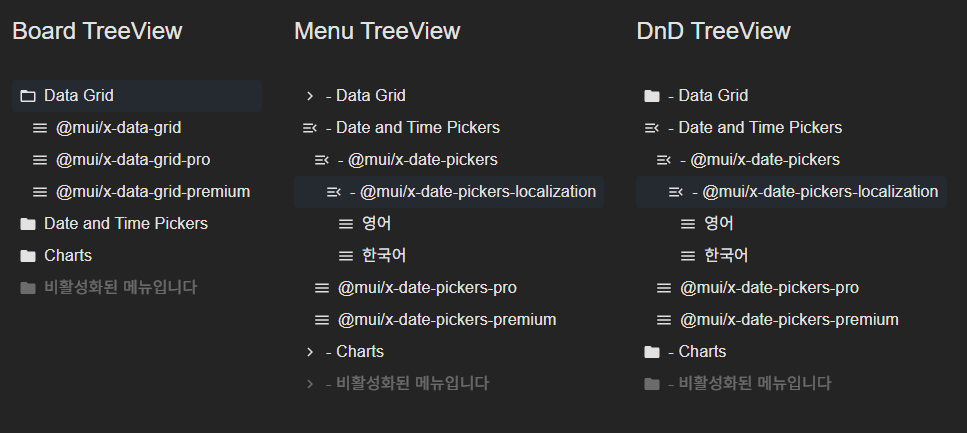 Board TreeView
Data Grid
@mui/x-data-grid
@mui/x-data-grid-pro
@mui/x-data-grid-premium
Date and Time Pickers
Charts
비활성화된 메뉴입니다
Menu TreeView
- Data Grid
- Date and Time Pickers
- @mui/x-date-pickers
- @mui/x-date-pickers-localization
영어
한국어
@mui/x-date-pickers-pro
@mui/x-date-pickers-premium
- Charts
- 비활성화된 메뉴입니다
DnD TreeView
- Data Grid
- Date and Time Pickers
- @mui/x-date-pickers
- @mui/x-date-pickers-localization
영어
한국어
@mui/x-date-pickers-pro
@mui/x-date-pickers-premium
- Charts
- 비활성화된 메뉴입니다